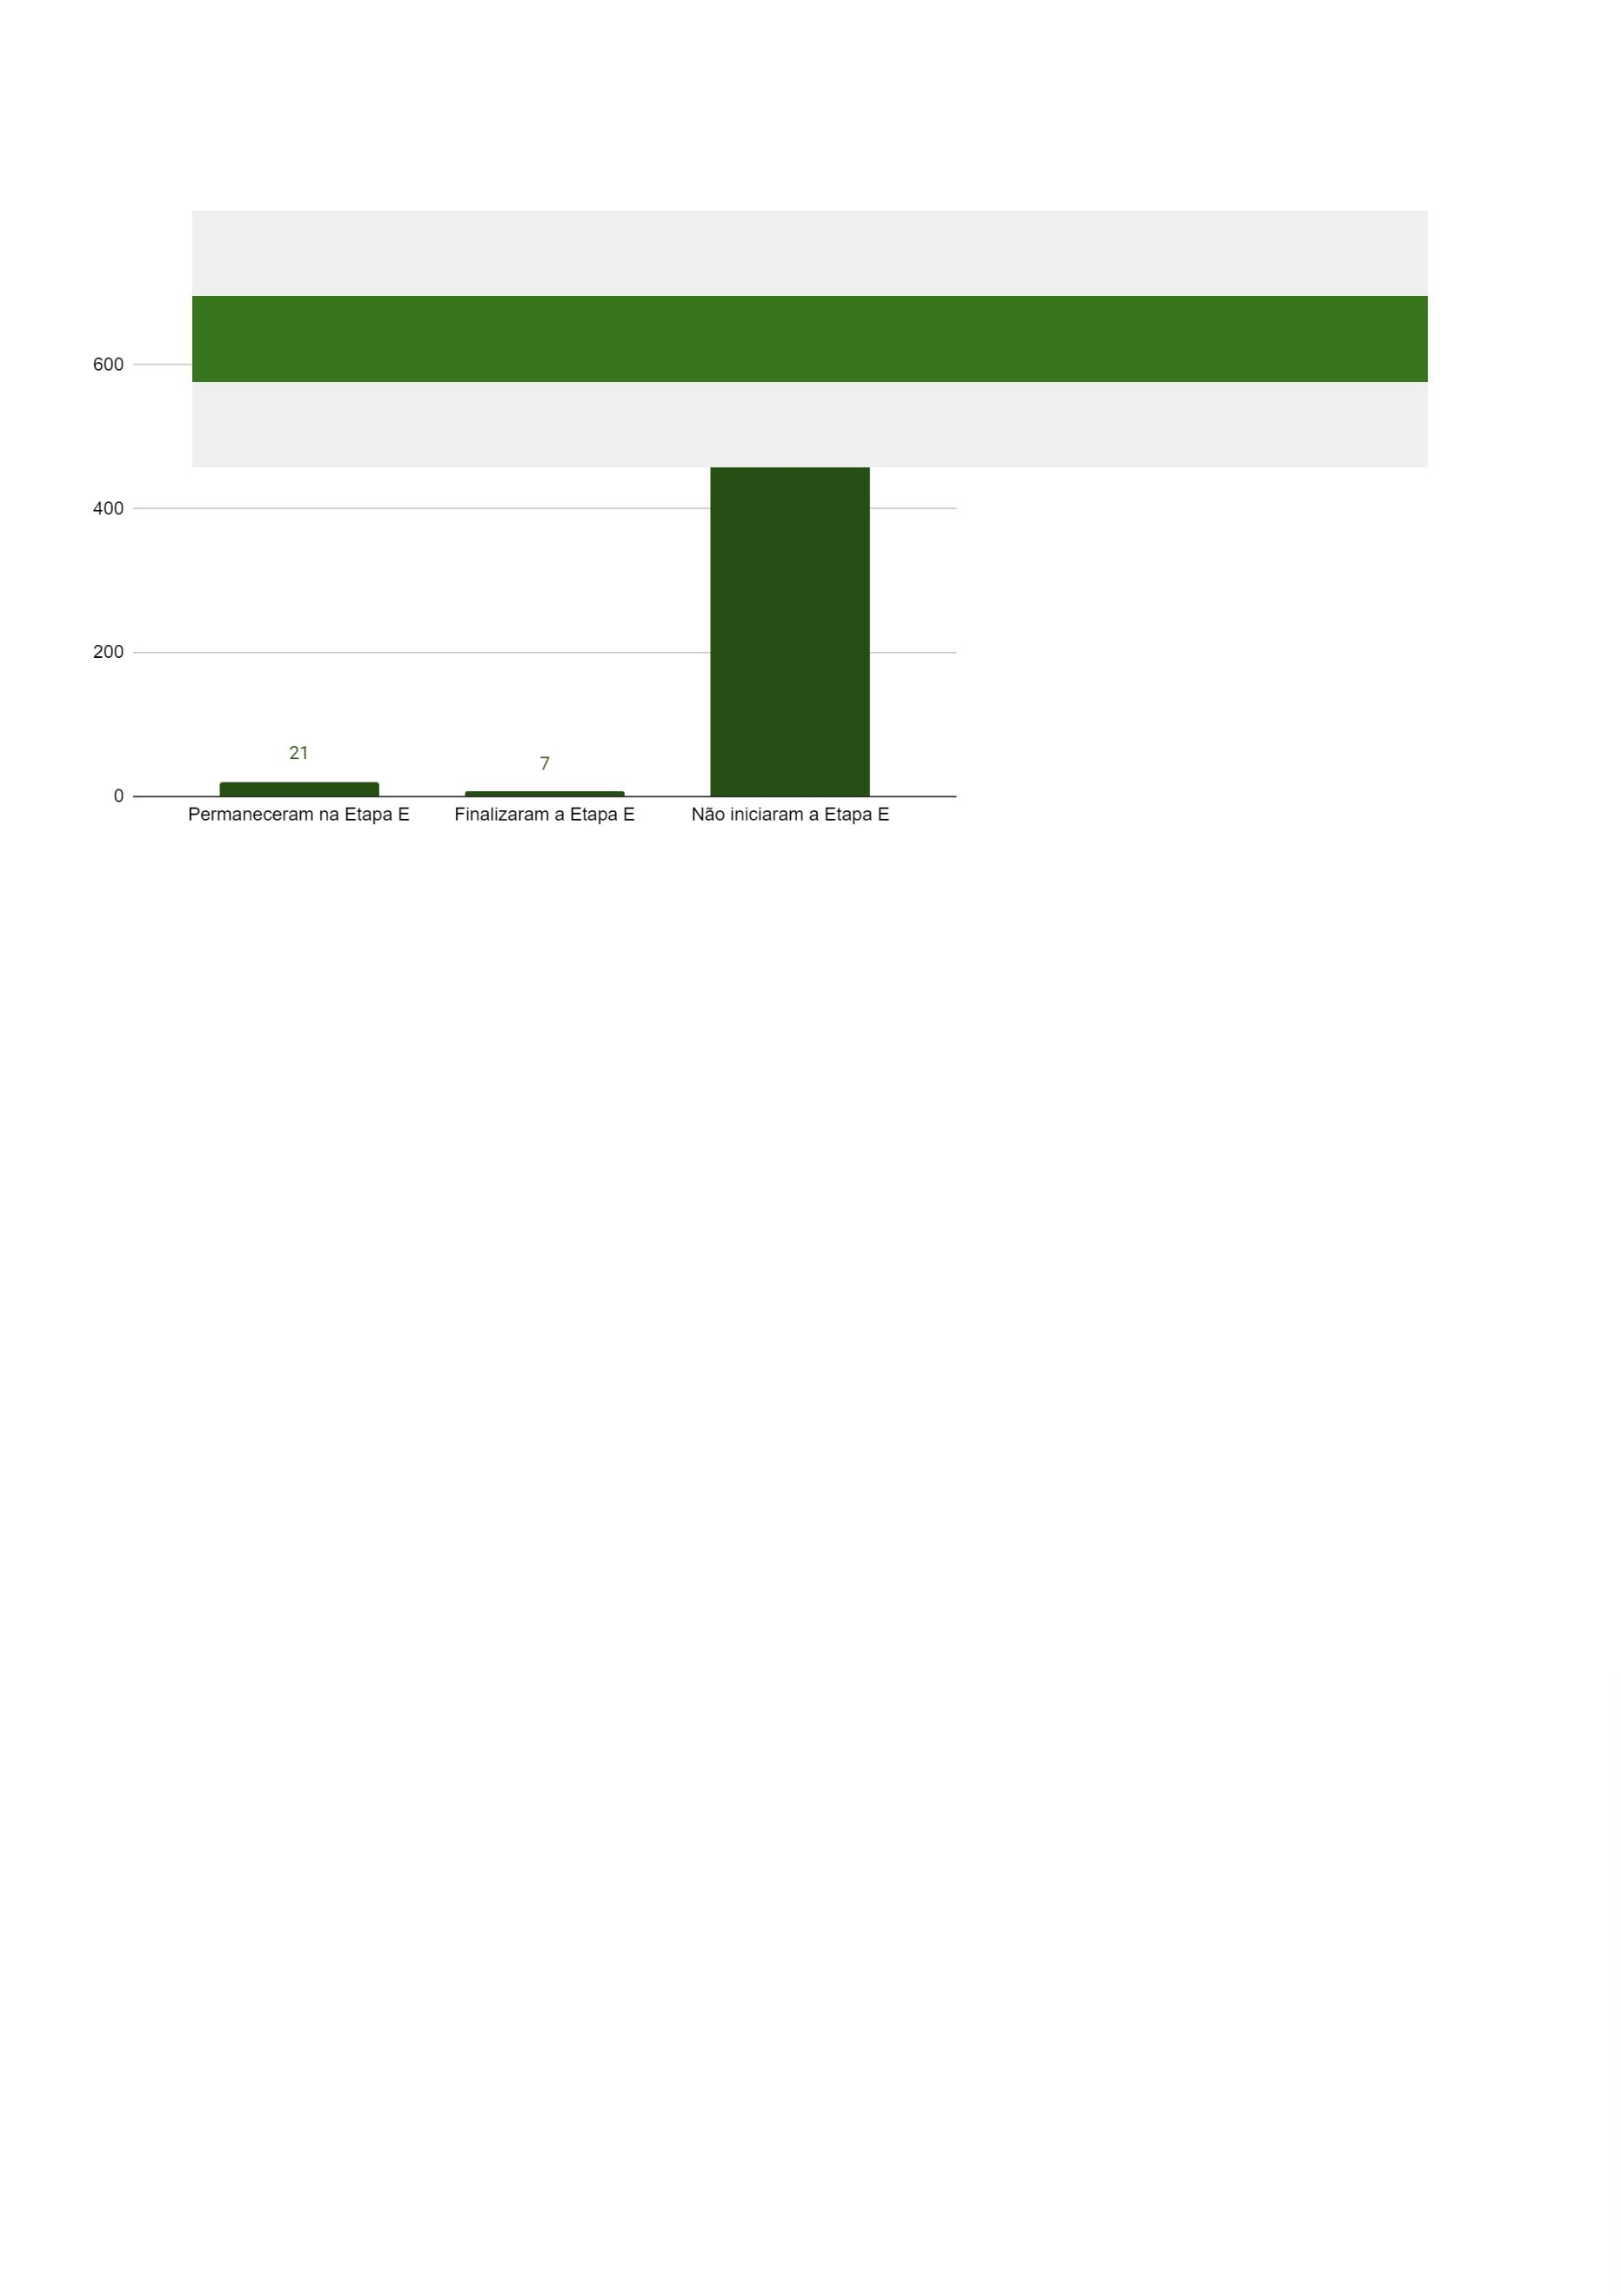 600
400
200
21
7
0
Permaneceram na Etapa E
Finalizaram a Etapa E
Não iniciaram a Etapa E